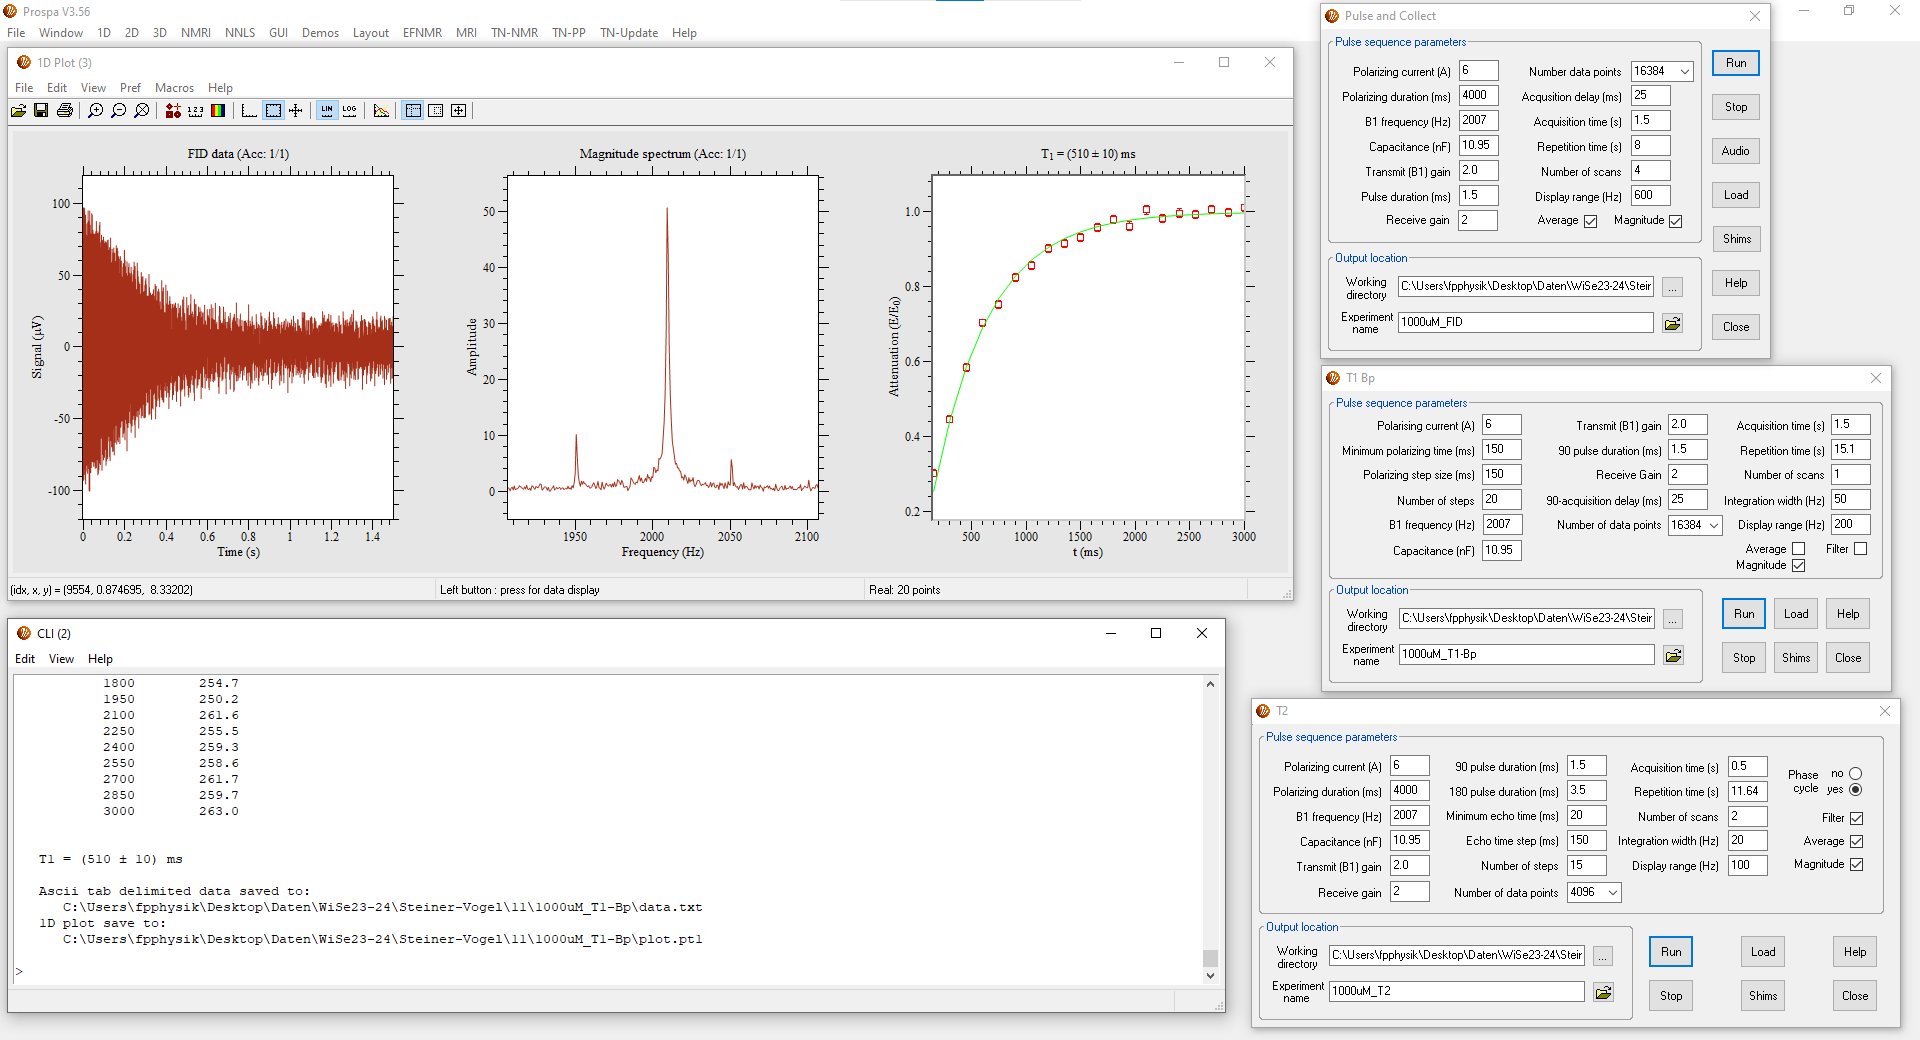 Prospa V3.56
File Window 1D 2D 3D NMRI NNLS GUI Demos Layout EFNMR MRI TN-NMR TN-PP TN-Update Help
1D Plot (3)
File Edit View Pref Macros Help
1 2 3 LIN LOG
FID data (Acc: 1/1)
100
50
0
-50
-100
Signal (µV)
0 0.2 0.4 0.6 0.8 1 1.2 1.4
Time (s)
Magnitude spectrum (Acc: 1/1)
50
40
30
20
10
0
Amplitude
1950 2000 2050 2100
Frequency (Hz)
T1 = (510 ± 10) ms
1.0
0.8
0.6
0.4
0.2
Attenuation (E/E0)
500 1000 1500 2000 2500 3000
t (ms)
(idx, x, y) = (9554, 0.874695, 8.33202) Left button : press for data display Real: 20 points
CLI (2)
Edit View Help
1800 254.7
1950 250.2
2100 261.6
2250 255.5
2400 259.3
2550 258.6
2700 261.7
2850 259.7
3000 263.0
T1 = (510 ± 10) ms
Ascii tab delimited data saved to:
C:\Users\fpphysik\Desktop\Daten\WiSe23-24\Steiner-Vogel\11\1000uM_T1-Bp\data.txt
1D plot save to:
C:\Users\fpphysik\Desktop\Daten\WiSe23-24\Steiner-Vogel\11\1000uM_T1-Bp\plot.pt1
>
Pulse and Collect
Pulse sequence parameters
Polarizing current (A) 6 Number data points 16384
Polarizing duration (ms) 4000 Acqusition delay (ms) 25
B1 frequency (Hz) 2007 Acquisition time (s) 1.5
Capacitance (nF) 10.95 Repetition time (s) 8
Transmit (B1) gain 2.0 Number of scans 4
Pulse duration (ms) 1.5 Display range (Hz) 600
Receive gain 2 Average Magnitude
Output location
Working directory C:\Users\fpphysik\Desktop\Daten\WiSe23-24\Steir ...
Experiment name 1000uM_FID
Run
Stop
Audio
Load
Shims
Help
Close
T1 Bp
Pulse sequence parameters
Polarising current (A) 6 Transmit (B1) gain 2.0 Acquisition time (s) 1.5
Minimum polarizing time (ms) 150 90 pulse duration (ms) 1.5 Repetition time (s) 15.1
Polarizing step size (ms) 150 Receive Gain 2 Number of scans 1
Number of steps 20 90-acquisition delay (ms) 25 Integration width (Hz) 50
B1 frequency (Hz) 2007 Number of data points 16384 Display range (Hz) 200
Capacitance (nF) 10.95 Average Filter
Magnitude
Output location
Working directory C:\Users\fpphysik\Desktop\Daten\WiSe23-24\Steir ...
Experiment name 1000uM_T1-Bp
Run Load Help
Stop Shims Close
T2
Pulse sequence parameters
Polarizing current (A) 6 90 pulse duration (ms) 1.5 Acquisition time (s) 0.5
Phase cycle no yes
Polarizing duration (ms) 4000 180 pulse duration (ms) 3.5 Repetition time (s) 11.64
B1 frequency (Hz) 2007 Minimum echo time (ms) 20 Number of scans 2 Filter
Capacitance (nF) 10.95 Echo time step (ms) 150 Integration width (Hz) 20 Average
Transmit (B1) gain 2.0 Number of steps 15 Display range (Hz) 100 Magnitude
Receive gain 2 Number of data points 4096
Output location
Working directory C:\Users\fpphysik\Desktop\Daten\WiSe23-24\Steir ...
Experiment name 1000uM_T2
Run Load Help
Stop Shims Close